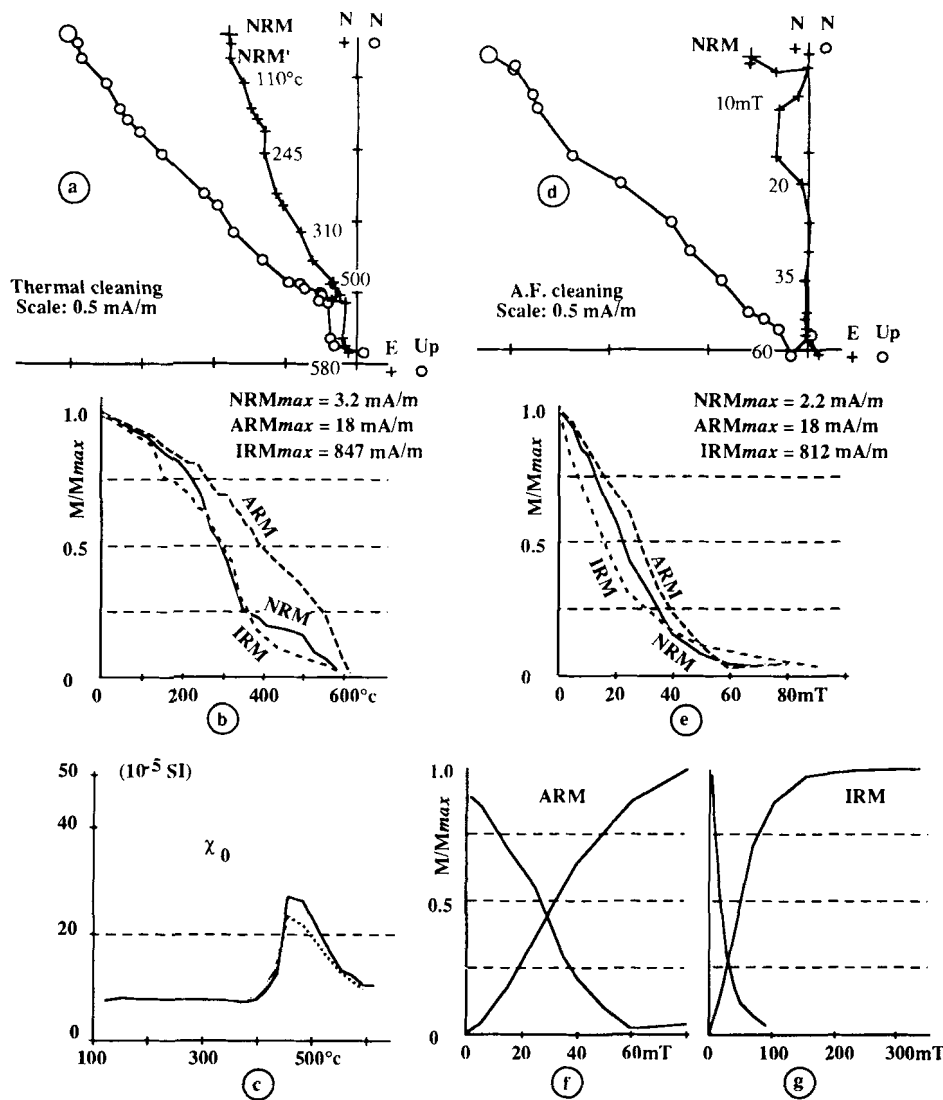 N N
NRM
+ O
NRM'
110°c
245
a
310
Thermal cleaning
Scale: 0.5 mA/m
500
E Up
580 + O
N N
NRM
+ O
10mT
d
20
A.F. cleaning
Scale: 0.5 mA/m
35
60
E Up
+ O
NRMmax = 3.2 mA/m
ARMmax = 18 mA/m
IRMmax = 847 mA/m
M/Mmax
1.0
0.5
0
ARM
NRM
IRM
0 200 400 600°c
b
NRMmax = 2.2 mA/m
ARMmax = 18 mA/m
IRMmax = 812 mA/m
M/Mmax
1.0
0.5
0
ARM
IRM
NRM
0 20 40 60 80mT
e
50 (10⁻⁵ SI)
40
χ₀
20
0
100 300 500°c
c
M/Mmax
1.0
0.5
0
ARM
0 20 40 60mT
f
IRM
0 100 300mT
g